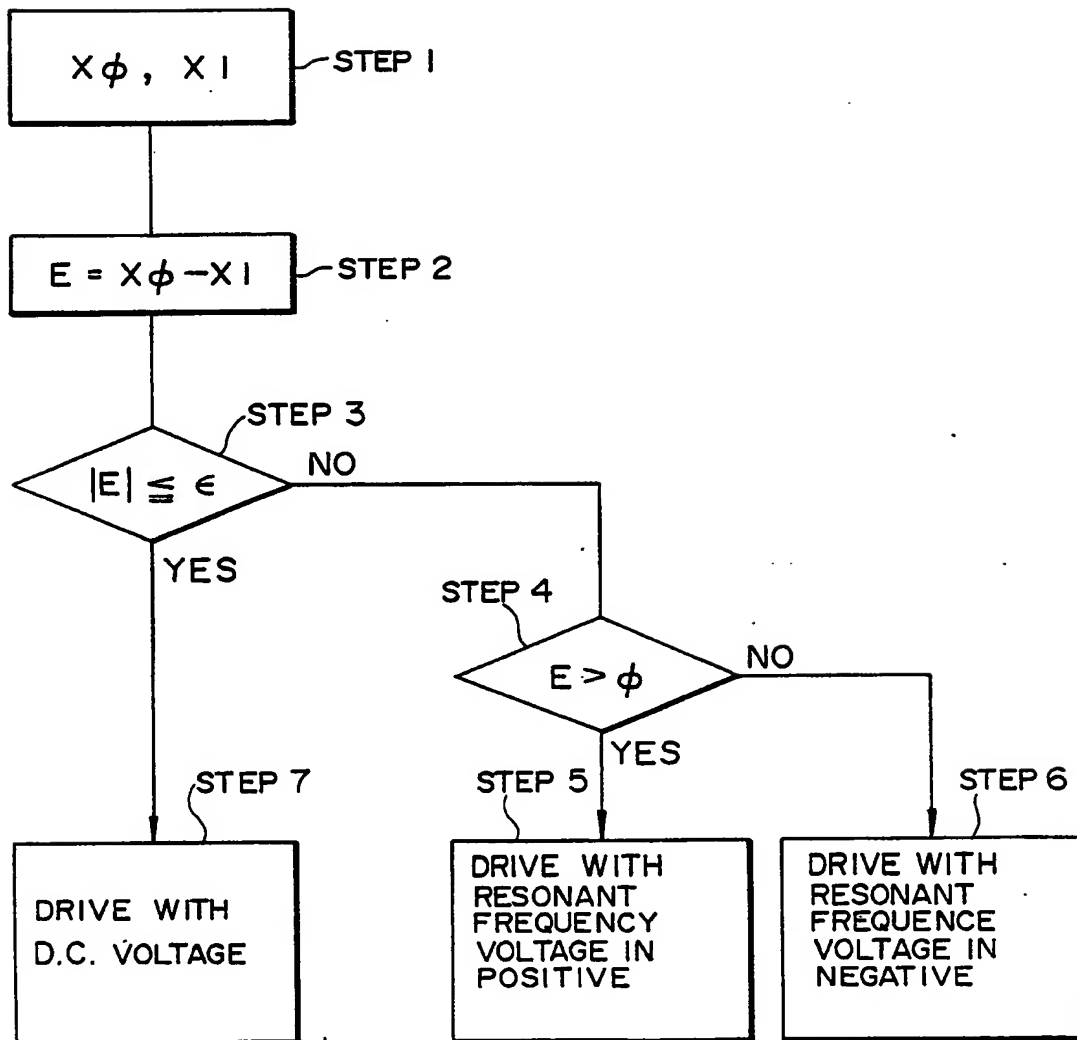 Xϕ, X1
STEP 1
E = Xϕ-X1
STEP 2
STEP 3
|E| ≦ ϵ
NO
YES
STEP 4
E > ϕ
NO
YES
STEP 7
STEP 5
STEP 6
DRIVE WITH
D.C. VOLTAGE
DRIVE WITH
RESONANT
FREQUENCY
VOLTAGE IN
POSITIVE
DRIVE WITH
RESONANT
FREQUENCE
VOLTAGE IN
NEGATIVE